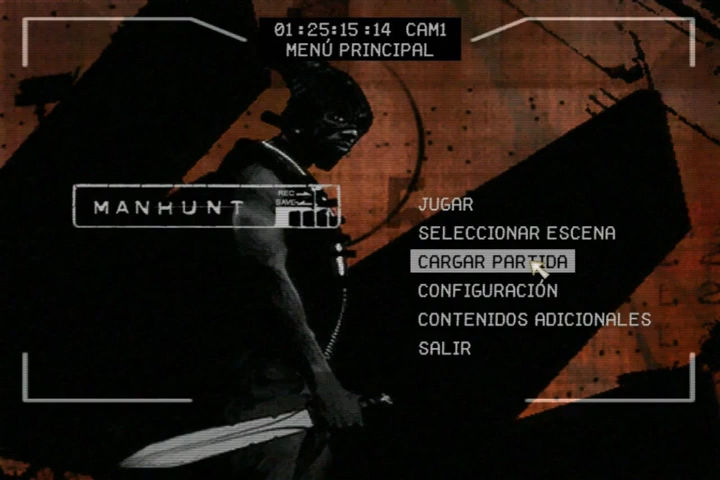 01:25:15:14 CAM1
MENÚ PRINCIPAL
MANHUNT
REC
SAVE
JUGAR
SELECCIONAR ESCENA
CARGAR PARTIDA
CONFIGURACIÓN
CONTENIDOS ADICIONALES
SALIR